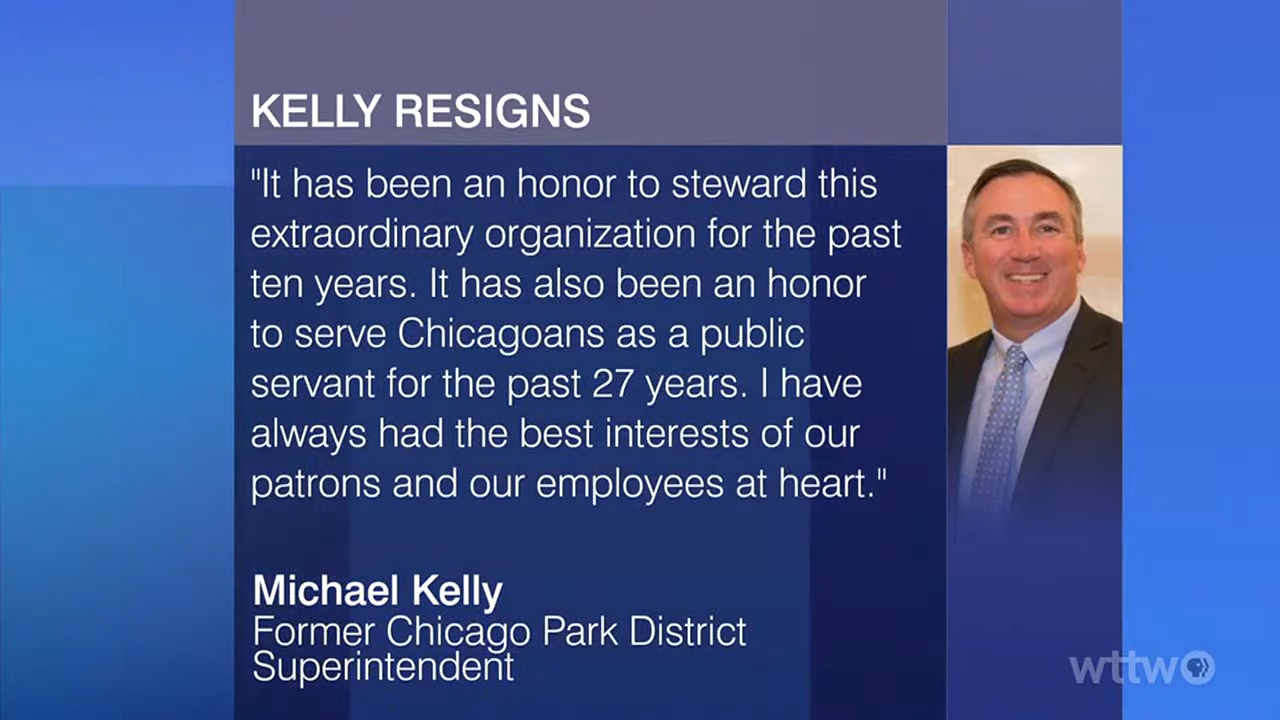 KELLY RESIGNS
"It has been an honor to steward this
extraordinary organization for the past
ten years. It has also been an honor
to serve Chicagoans as a public
servant for the past 27 years. I have
always had the best interests of our
patrons and our employees at heart."
Michael Kelly
Former Chicago Park District
Superintendent
wttw